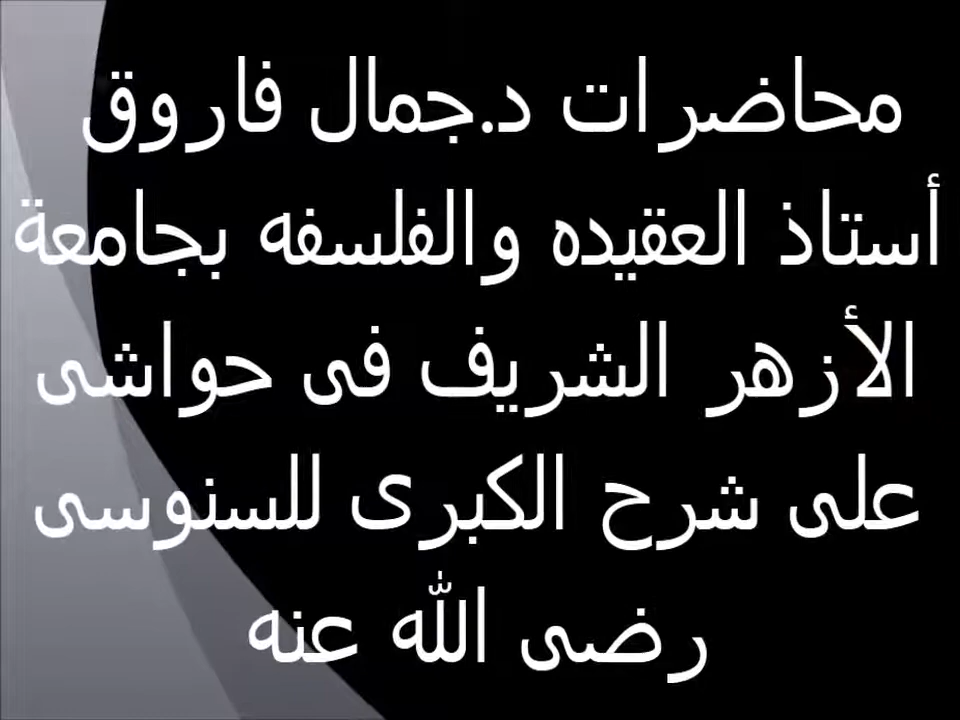 محاضرات د.جمال فاروق
أستاذ العقيده والفلسفه بجامعة
الأزهر الشريف فى حواشى
على شرح الكبرى للسنوسى
رضى الله عنه